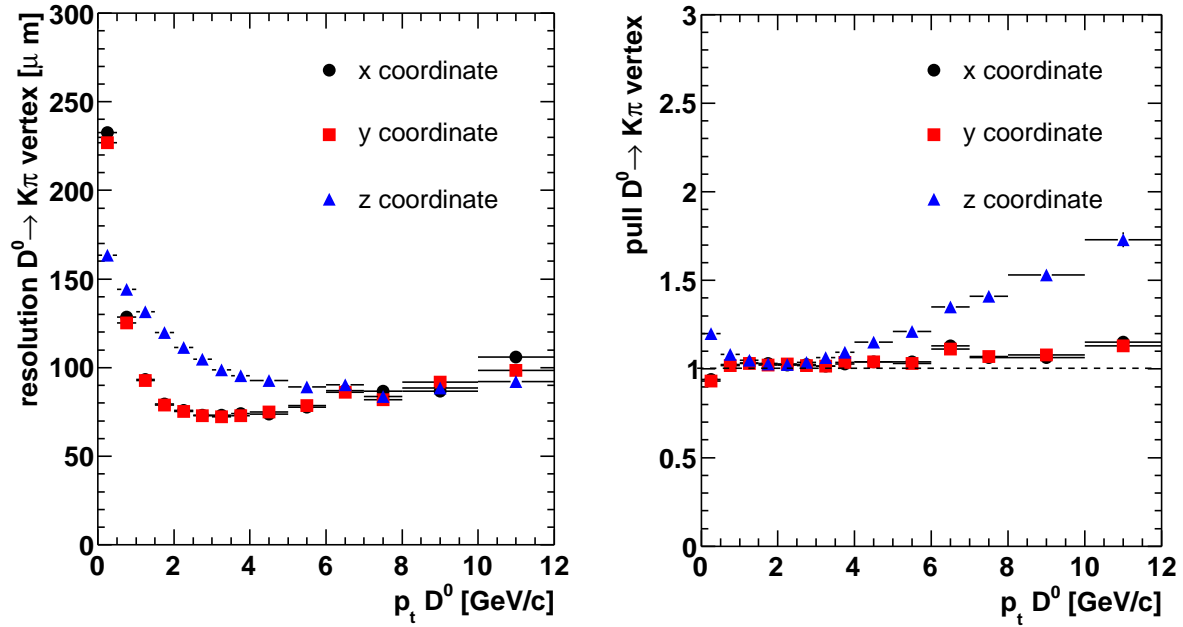 resolution D⁰→ Kπ vertex [μ m]
300
250
200
150
100
50
0
x coordinate
y coordinate
z coordinate
0 2 4 6 8 10 12
pₜ D⁰ [GeV/c]
pull D⁰→ Kπ vertex
3
2.5
2
1.5
1
0.5
0
x coordinate
y coordinate
z coordinate
0 2 4 6 8 10 12
pₜ D⁰ [GeV/c]